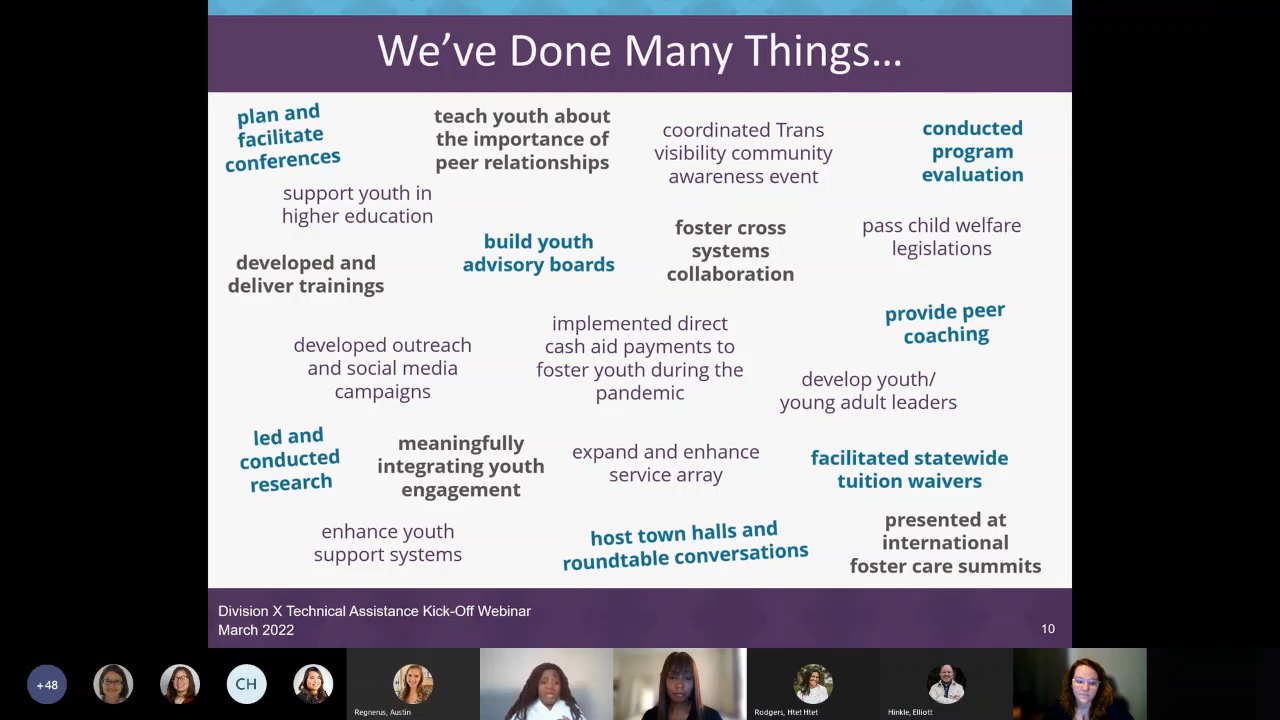 We've Done Many Things...
plan and
facilitate
conferences
teach youth about
the importance of
peer relationships
coordinated Trans
visibility community
awareness event
conducted
program
evaluation
support youth in
higher education
build youth
advisory boards
foster cross
systems
collaboration
pass child welfare
legislations
developed and
deliver trainings
provide peer
coaching
developed outreach
and social media
campaigns
implemented direct
cash aid payments to
foster youth during the
pandemic
develop youth/
young adult leaders
led and
conducted
research
meaningfully
integrating youth
engagement
expand and enhance
service array
facilitated statewide
tuition waivers
enhance youth
support systems
host town halls and
roundtable conversations
presented at
international
foster care summits
Division X Technical Assistance Kick-Off Webinar
March 2022
10
+48
CH
Regnerus, Austin
Rodgers, Htet Htet
Hinkle, Elliott